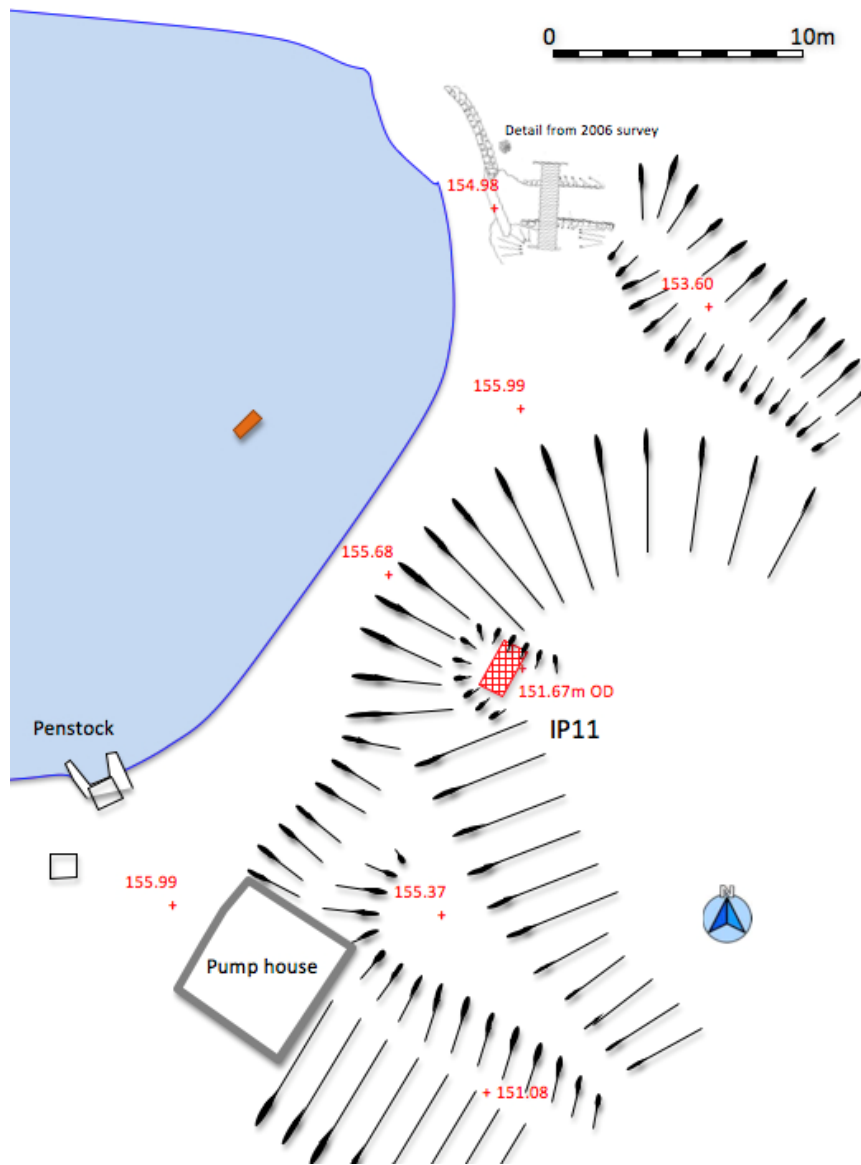 0 10m
Detail from 2006 survey
154.98
153.60
155.99
155.68
151.67m OD
IP11
Penstock
155.99
155.37
N
Pump house
+ 151.08